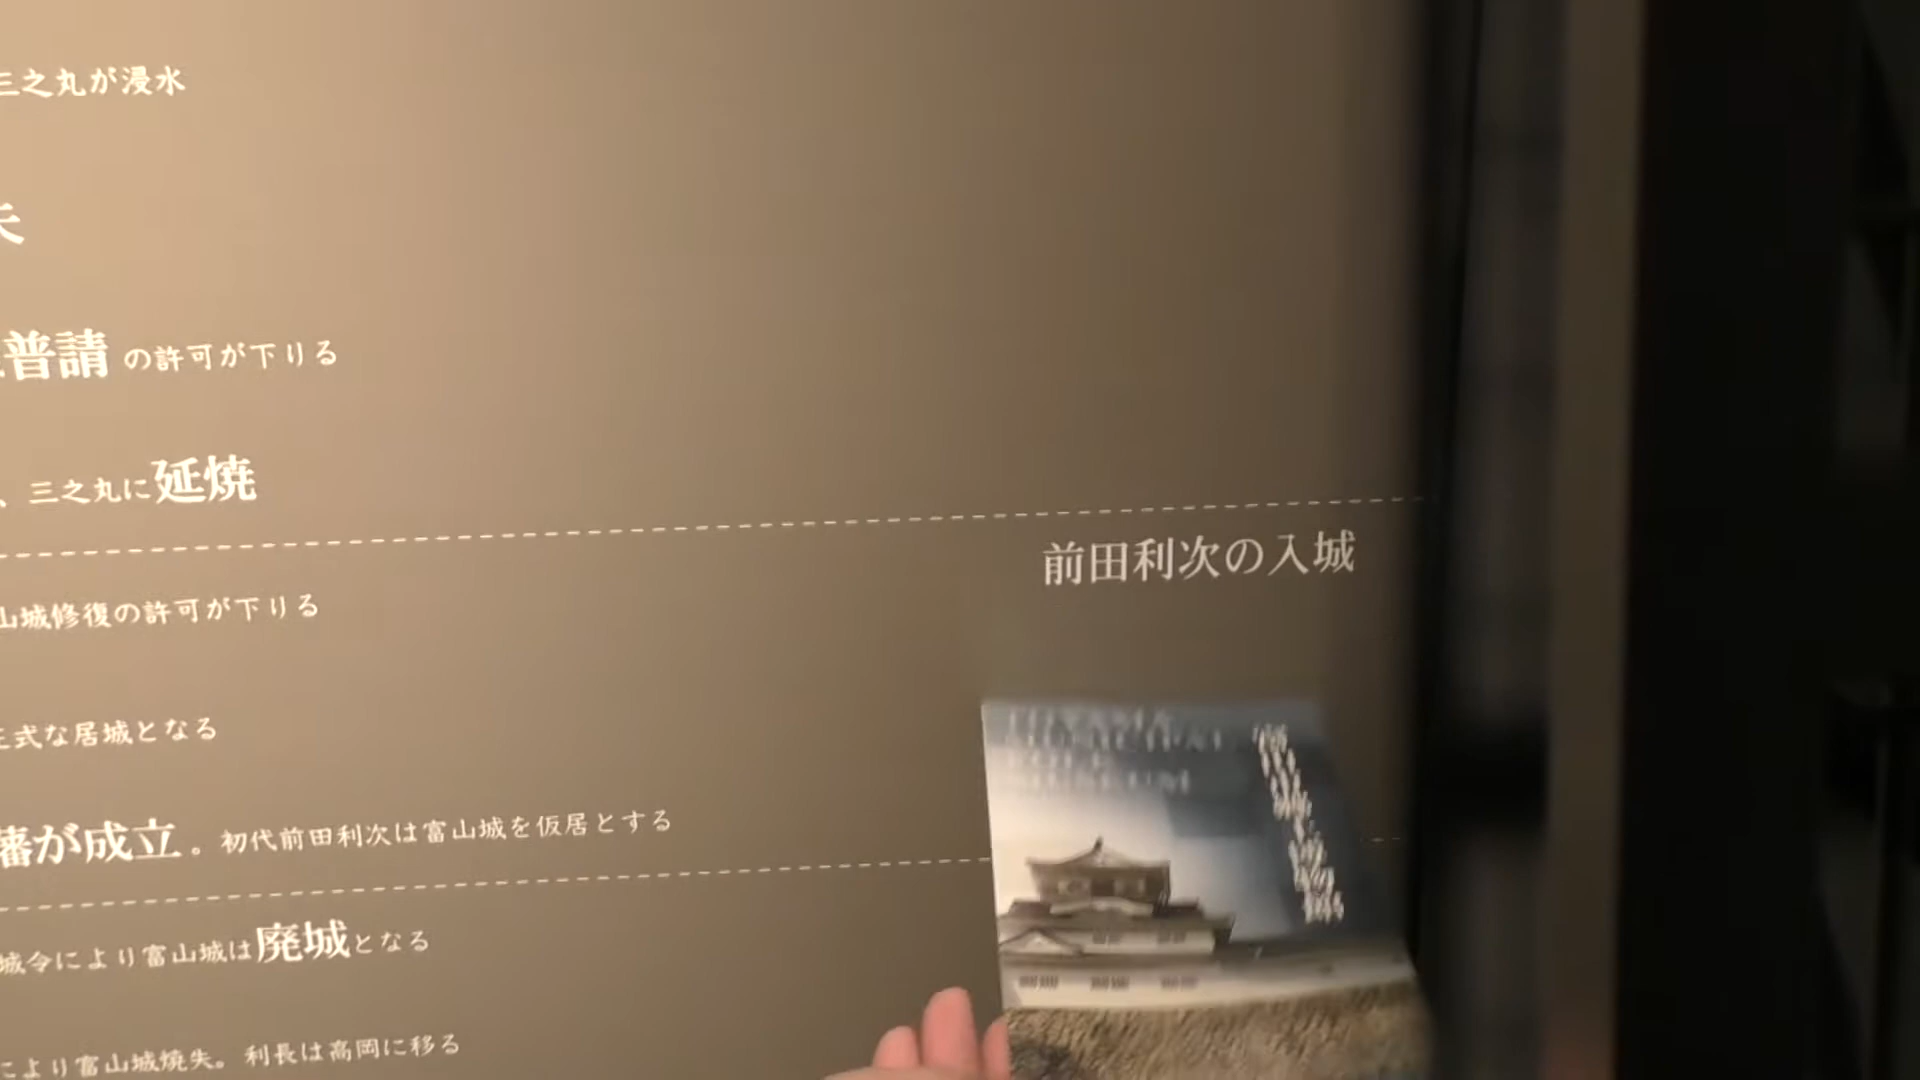 三之丸が浸水
失
普請の許可が下りる
、三之丸に延焼
前田利次の入城
山城修復の許可が下りる
正式な居城となる
藩が成立。初代前田利次は富山城を仮居とする
城令により富山城は廃城となる
により富山城焼失。利長は高岡に移る
TOYAMA
MUNICIPAL
FOLK
MUSEUM